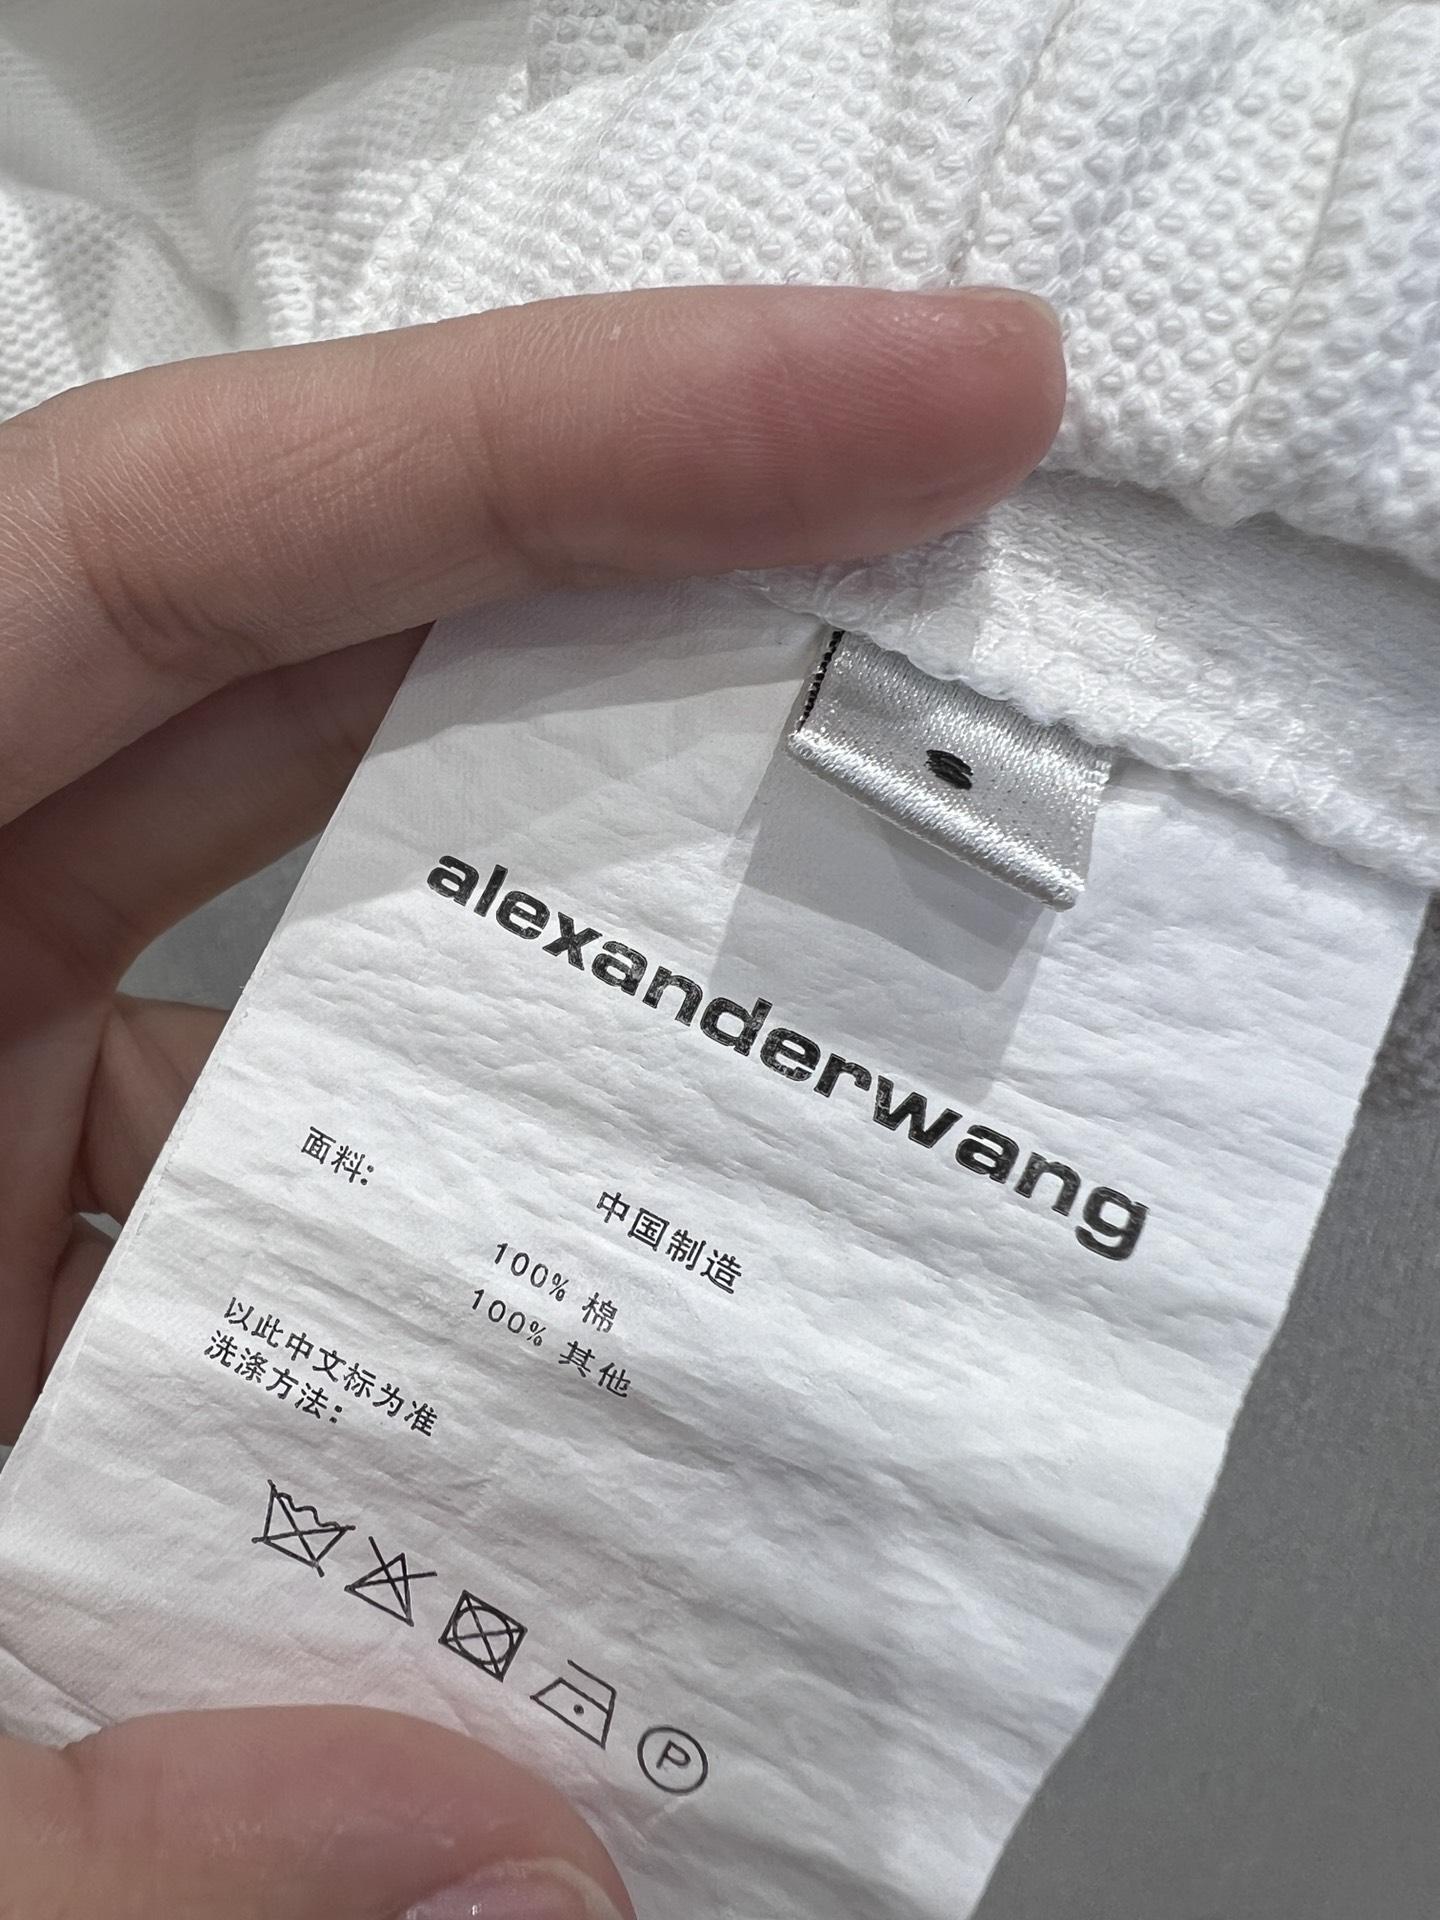 S
alexanderwang
面料:
中国制造
100% 棉
100% 其他
以此中文标为准
洗涤方法:
P